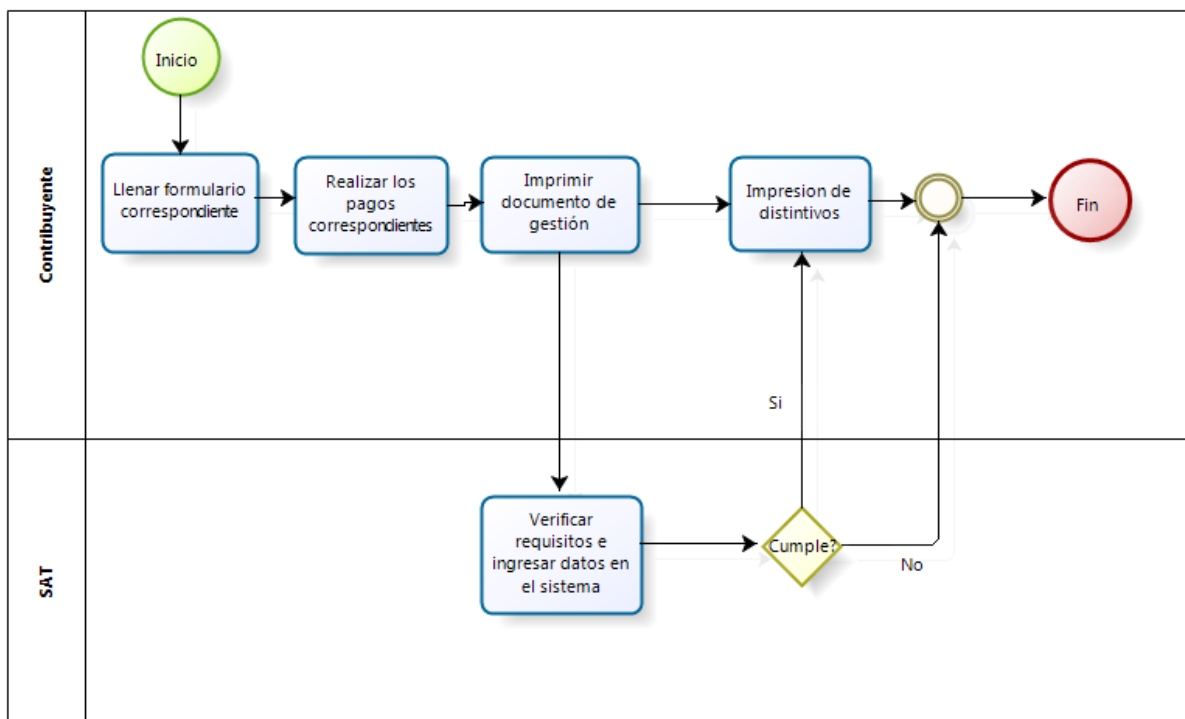 Contribuyente
Inicio
Llenar formulario
correspondiente
Realizar los
pagos
correspondientes
Imprimir
documento de
gestión
Impresion de
distintivos
Fin
Si
SAT
Verificar
requisitos e
ingresar datos en
el sistema
Cumple?
No